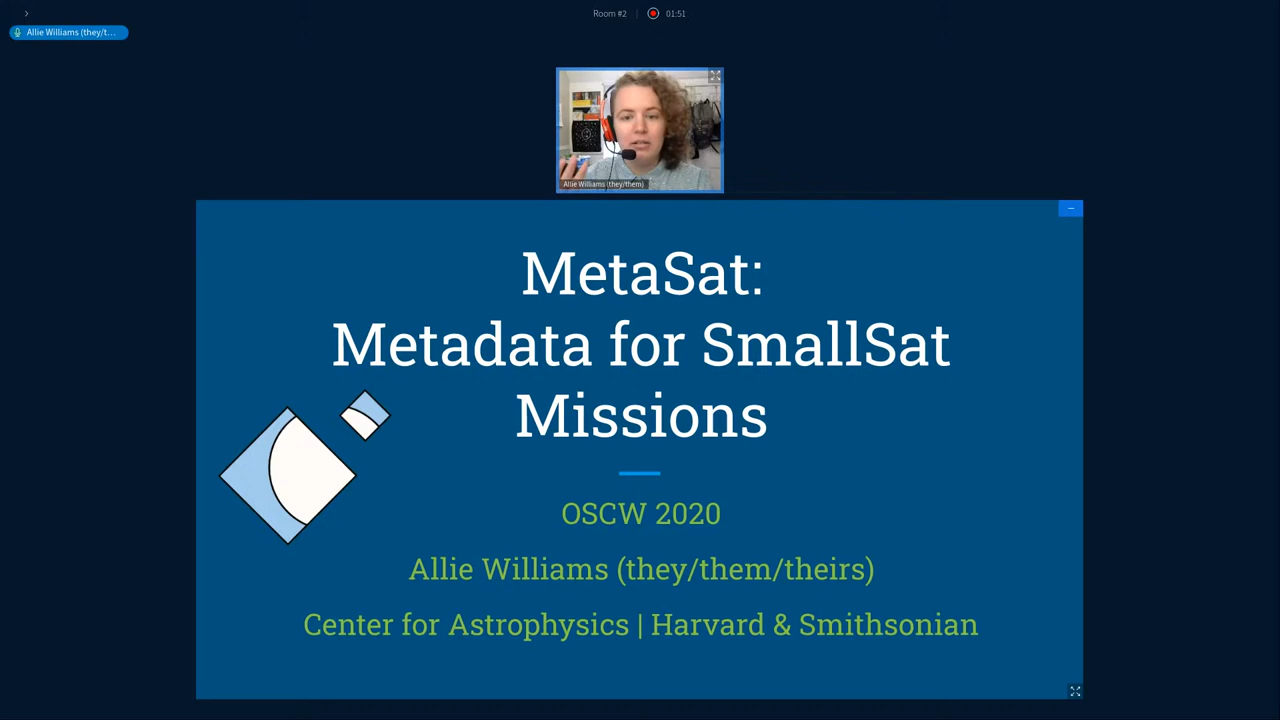 Room #2
01:51
Allie Williams (they/t...
Allie Williams (they/them)
MetaSat:
Metadata for SmallSat
Missions
OSCW 2020
Allie Williams (they/them/theirs)
Center for Astrophysics | Harvard & Smithsonian